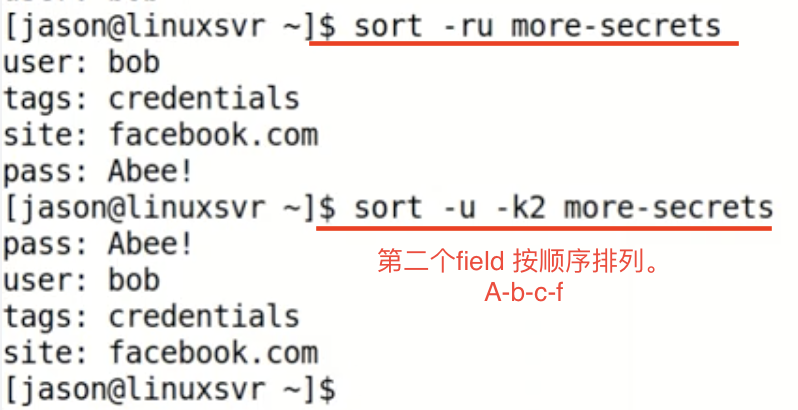 [jason@linuxsvr ~]$ sort -ru more-secrets
user: bob
tags: credentials
site: facebook.com
pass: Abee!
[jason@linuxsvr ~]$ sort -u -k2 more-secrets
pass: Abee!
user: bob
tags: credentials
site: facebook.com
[jason@linuxsvr ~]$
第二个field 按顺序排列。
A-b-c-f